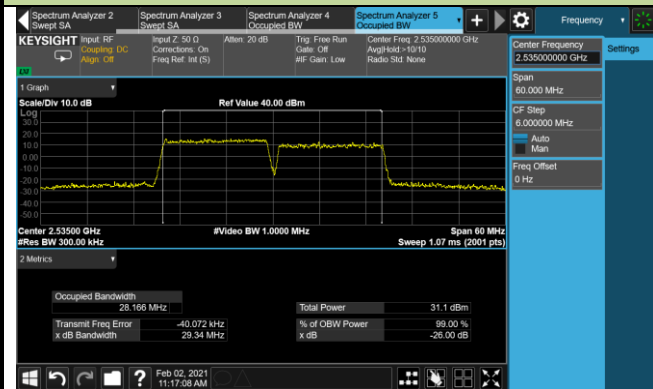 Spectrum Analyzer 2
Swept SA
Spectrum Analyzer 3
Swept SA
Spectrum Analyzer 4
Occupied BW
Spectrum Analyzer 5
Occupied BW
Frequency
KEYSIGHT
Input: RF
Coupling: DC
Align: Off
Input Z: 50 Ω
Corrections: On
Freq Ref: Int (S)
Atten: 20 dB
Trig: Free Run
Gate: Off
#IF Gain: Low
Center Freq: 2.535000000 GHz
Avg|Hold:>10/10
Radio Std: None
Center Frequency
2.535000000 GHz
Settings
Span
60.000 MHz
CF Step
6.000000 MHz
Auto
Man
Freq Offset
0 Hz
1 Graph
Scale/Div 10.0 dB
Ref Value 40.00 dBm
Log
30.0
20.0
10.0
0.00
-10.0
-20.0
-30.0
-40.0
-50.0
Center 2.53500 GHz
#Video BW 1.0000 MHz
Span 60 MHz
#Res BW 300.00 kHz
Sweep 1.07 ms (2001 pts)
2 Metrics
Occupied Bandwidth
28.166 MHz
Total Power
31.1 dBm
Transmit Freq Error
-40.072 kHz
% of OBW Power
99.00 %
x dB Bandwidth
29.34 MHz
x dB
-26.00 dB
?
Feb 02, 2021
11:17:08 AM